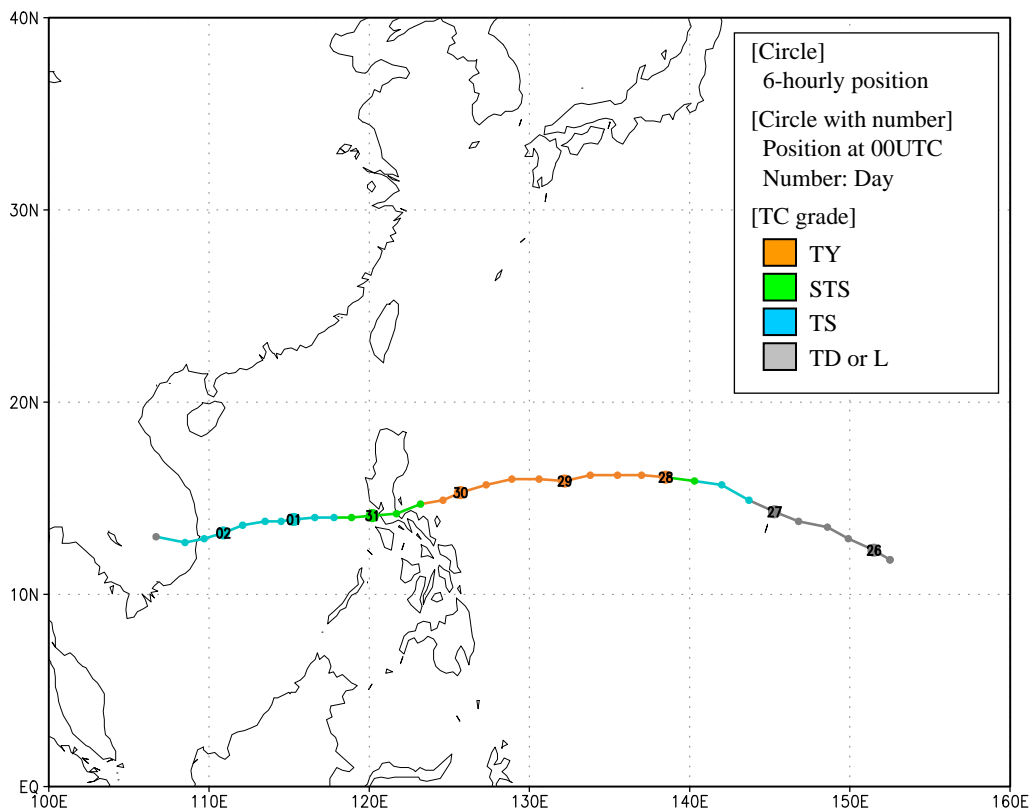 40N
30N
20N
10N
EQ
100E 110E 120E 130E 140E 150E 160E
[Circle]
6-hourly position
[Circle with number]
Position at 00UTC
Number: Day
[TC grade]
TY
STS
TS
TD or L
02
01
31
30
29
28
27
26